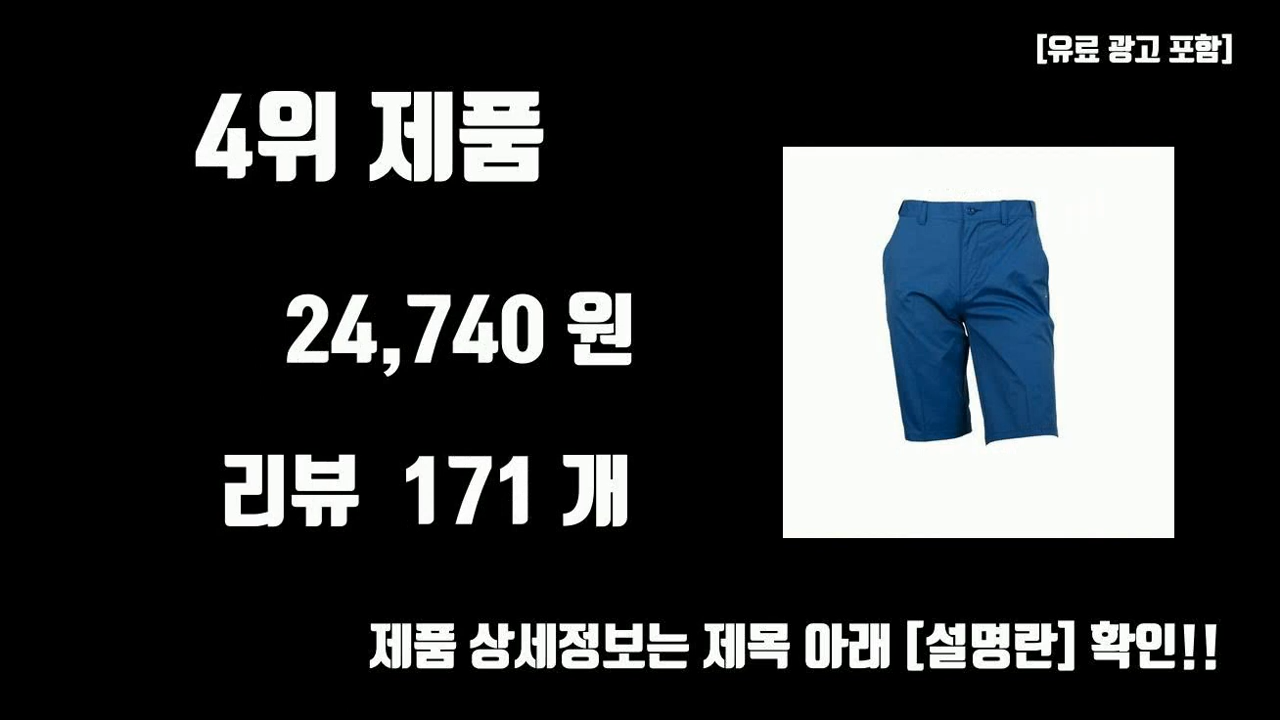 [유료 광고 포함]
4위 제품
24,740 원
리뷰 171 개
제품 상세정보는 제목 아래 [설명란] 확인!!